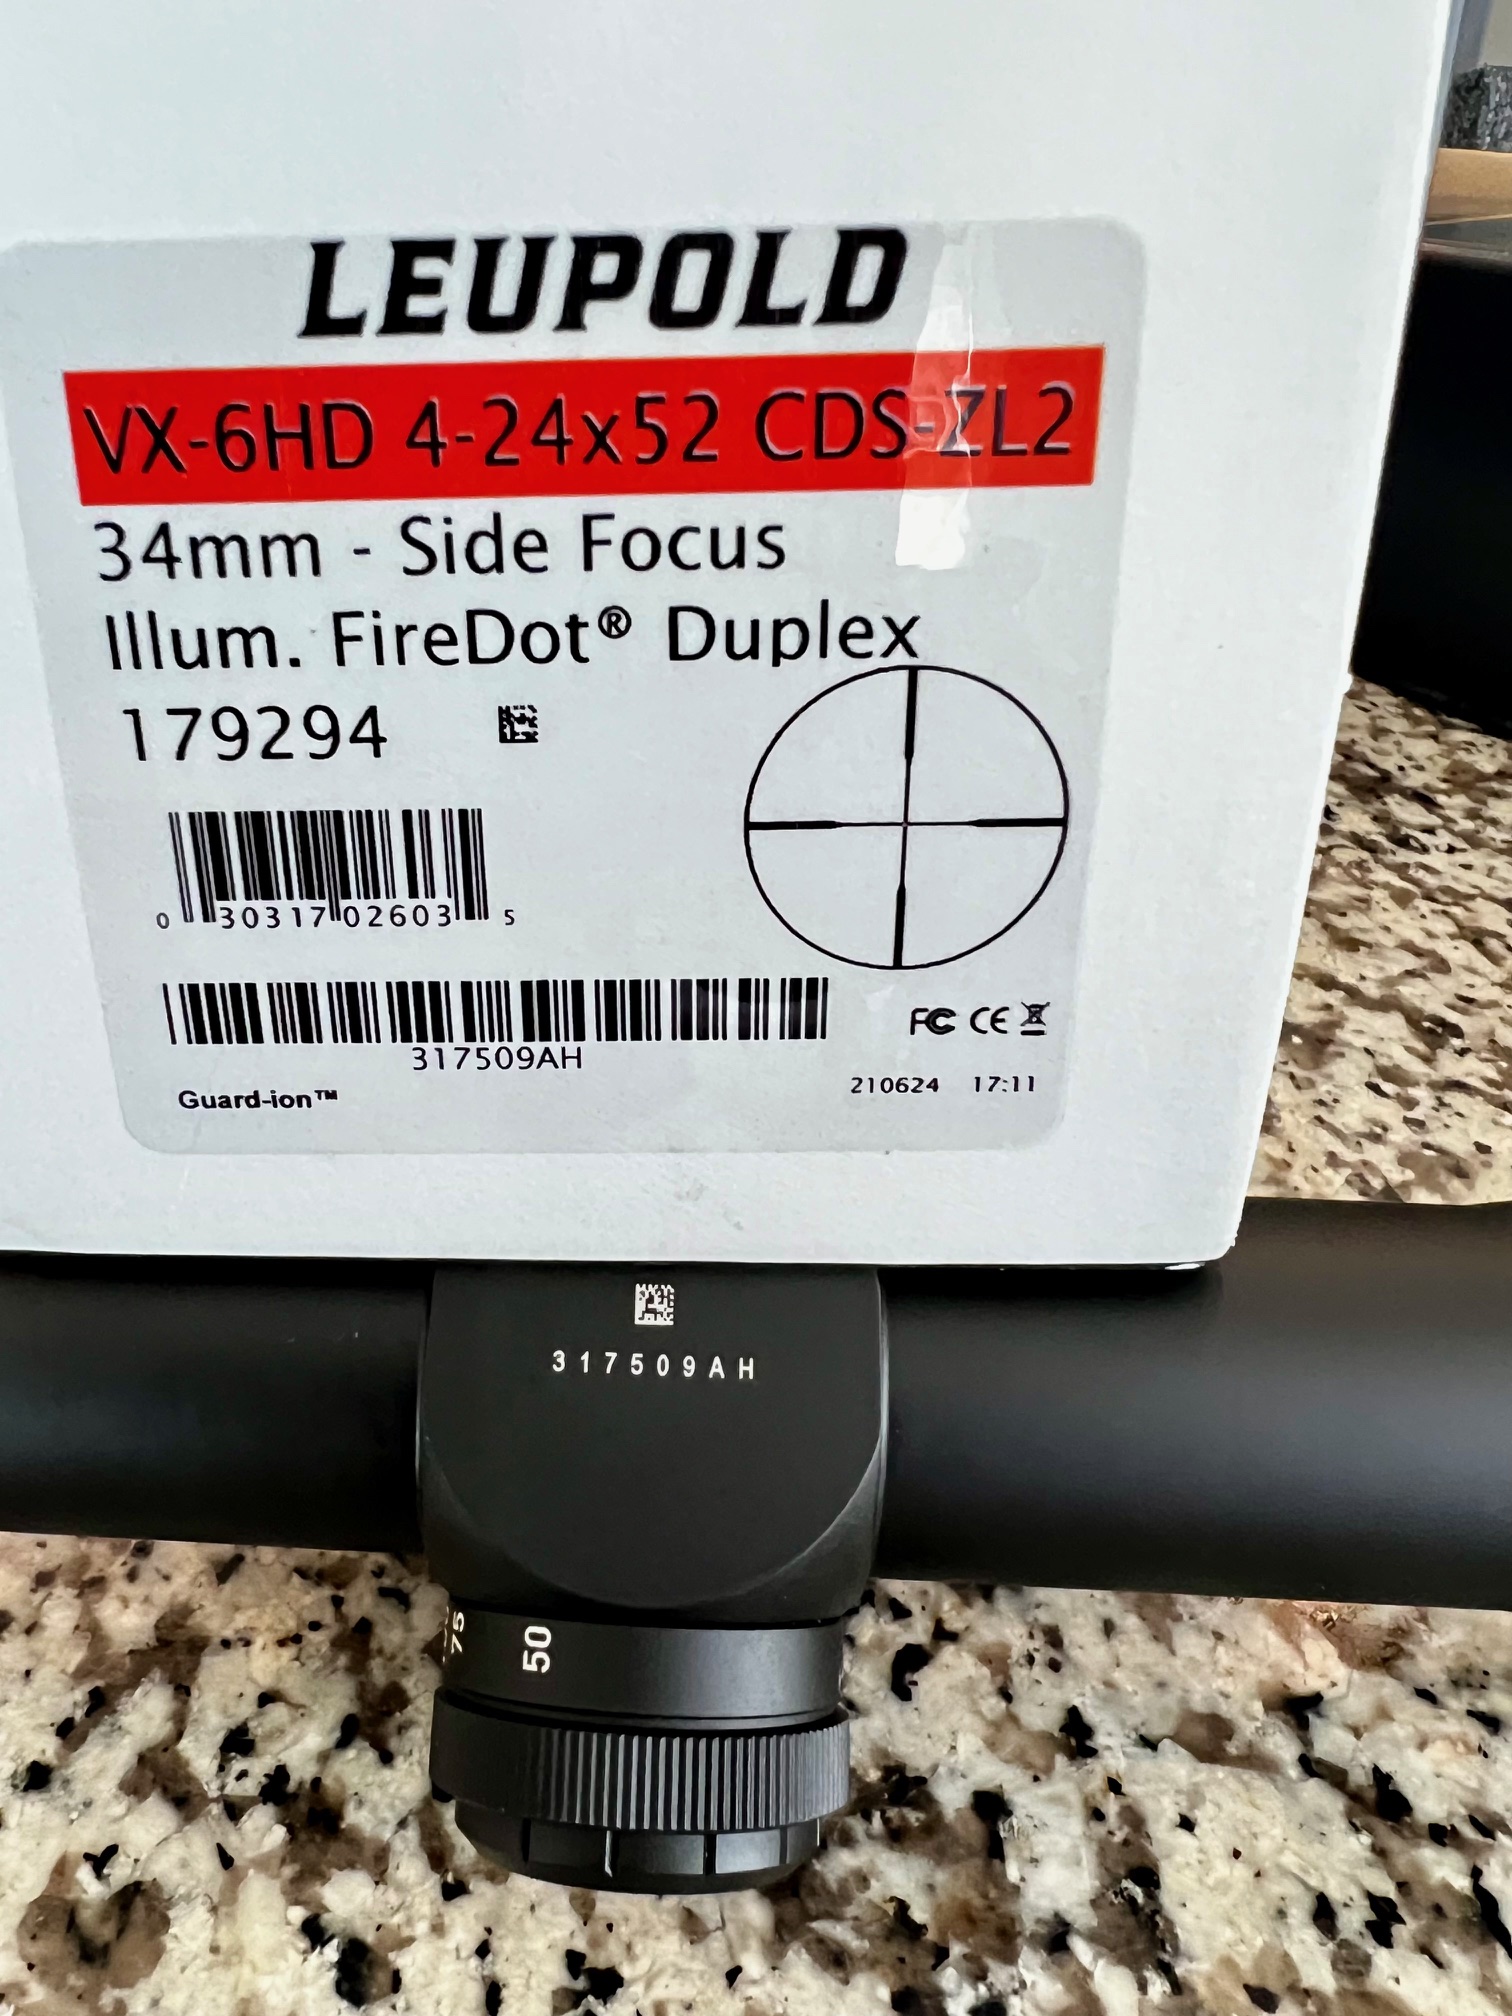 LEUPOLD
VX-6HD 4-24x52 CDS-ZL2
34mm - Side Focus
Illum. FireDot® Duplex
179294
0 30317 02603 5
317509AH
FC CE
Guard-ion™
210624 17:11
317509AH
75
50